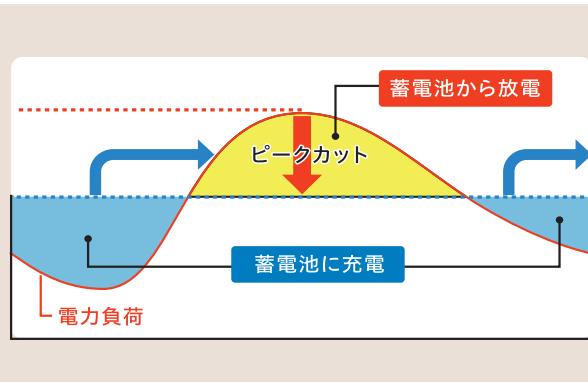 蓄電池から放電
ピークカット
蓄電池に充電
電力負荷